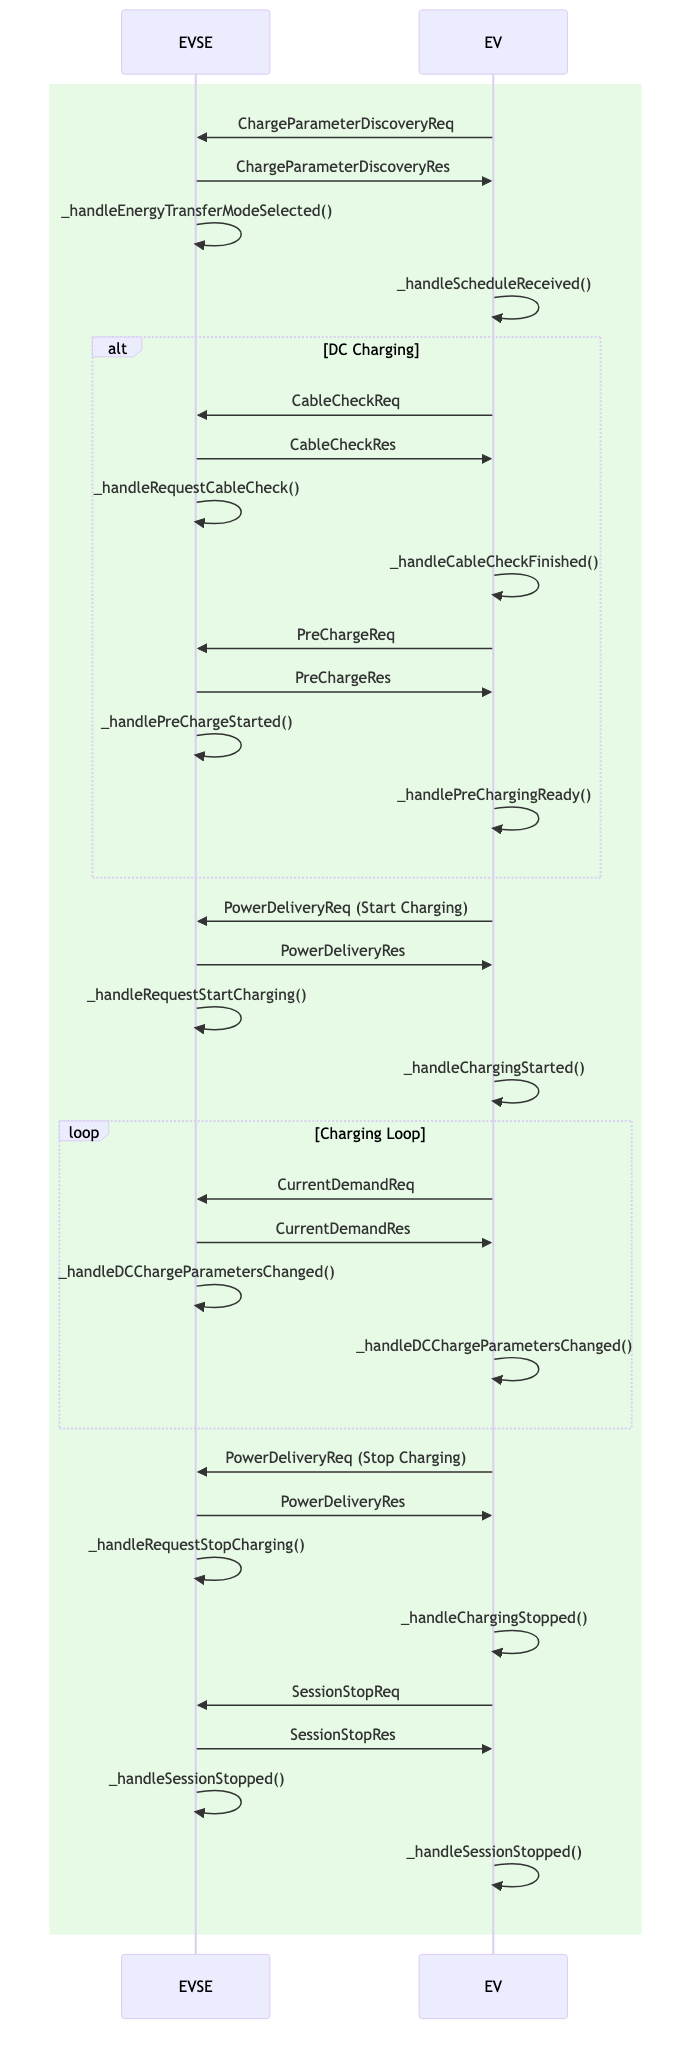 EVSE
EV
ChargeParameterDiscoveryReq
ChargeParameterDiscoveryRes
_handleEnergyTransferModeSelected()
_handleScheduleReceived()
alt
[DC Charging]
CableCheckReq
CableCheckRes
_handleRequestCableCheck()
_handleCableCheckFinished()
PreChargeReq
PreChargeRes
_handlePreChargeStarted()
_handlePreChargingReady()
PowerDeliveryReq (Start Charging)
PowerDeliveryRes
_handleRequestStartCharging()
_handleChargingStarted()
loop
[Charging Loop]
CurrentDemandReq
CurrentDemandRes
_handleDCChargeParametersChanged()
_handleDCChargeParametersChanged()
PowerDeliveryReq (Stop Charging)
PowerDeliveryRes
_handleRequestStopCharging()
_handleChargingStopped()
SessionStopReq
SessionStopRes
_handleSessionStopped()
_handleSessionStopped()
EVSE
EV